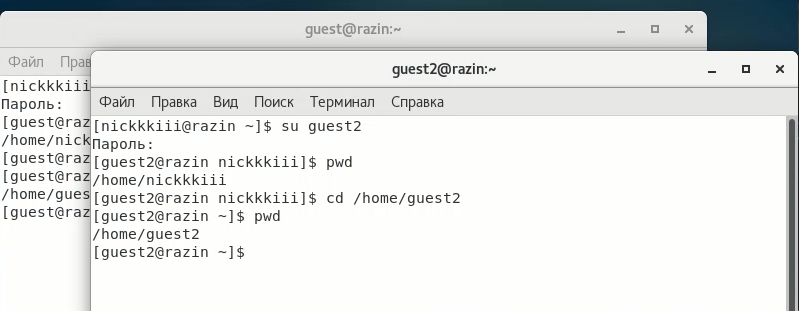 guest@razin:~
Файл
[nickkkiii
Пароль:
[guest@raz
/home/nick
[guest@raz
[guest@raz
/home/gues
[guest@raz
guest2@razin:~
Файл Правка Вид Поиск Терминал Справка
[nickkkiii@razin ~]$ su guest2
Пароль:
[guest2@razin nickkkiii]$ pwd
/home/nickkkiii
[guest2@razin nickkkiii]$ cd /home/guest2
[guest2@razin ~]$ pwd
/home/guest2
[guest2@razin ~]$